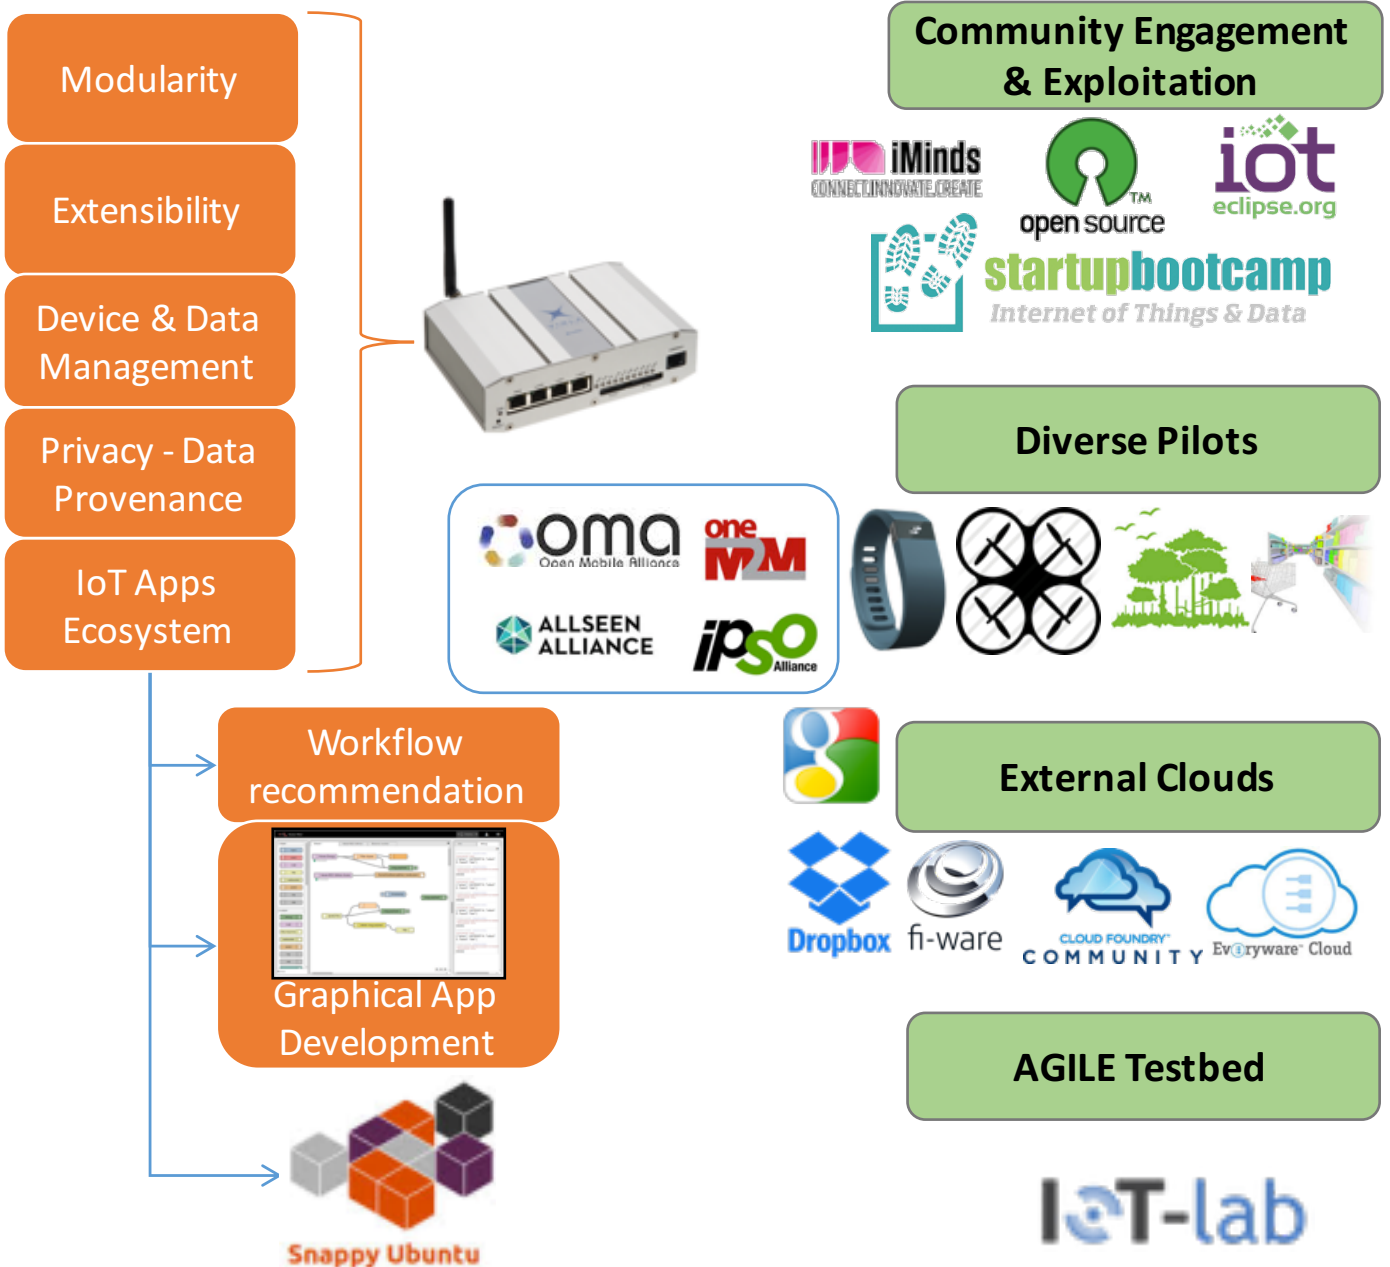 Modularity
Extensibility
Device & Data
Management
Privacy - Data
Provenance
IoT Apps
Ecosystem
Workflow
recommendation
Graphical App
Development
Snappy Ubuntu
oma
Open Mobile Alliance
one
M2M
ALLSEEN
ALLIANCE
ipso
Alliance
Community Engagement
& Exploitation
iMinds
CONNECT.INNOVATE.CREATE
TM
open source
iot
eclipse.org
startupbootcamp
Internet of Things & Data
Diverse Pilots
External Clouds
g
Dropbox
fi-ware
CLOUD FOUNDRY™
COMMUNITY
Everyware™ Cloud
AGILE Testbed
IoT-lab